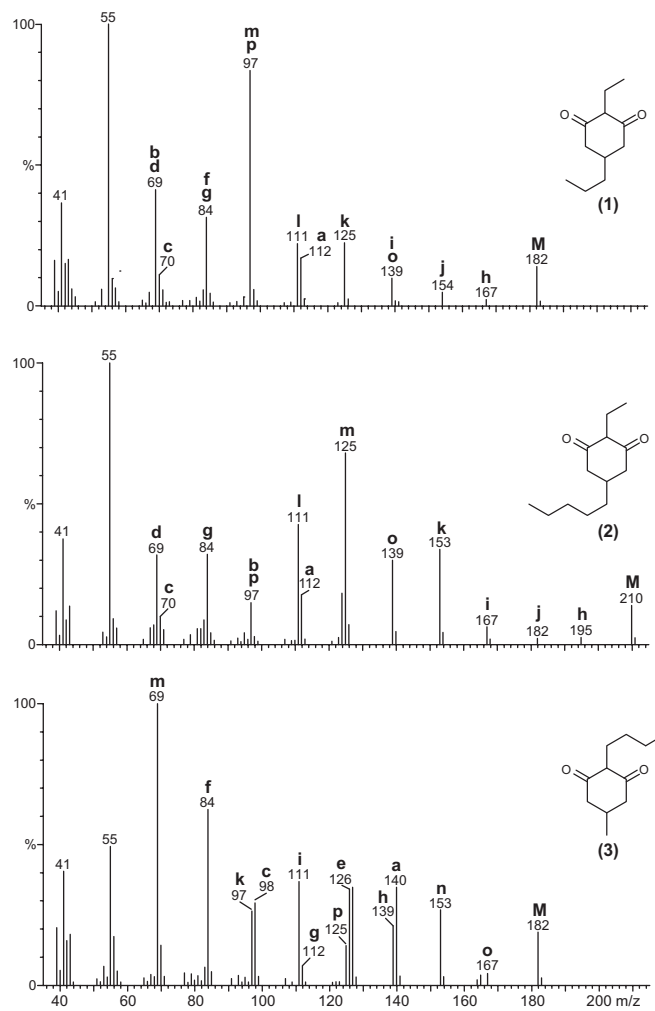 100
55
m
p
97
O
O
b
d
69
f
g
84
%
41
c
70
l
111
a
112
k
125
i
o
139
j
154
h
167
M
182
(1)
0
100
55
m
125
O
O
%
41
d
69
c
70
g
84
b
p
97
l
111
a
112
o
139
k
153
i
167
j
182
h
195
M
210
(2)
0
100
m
69
O
O
f
84
%
41
55
k
97
c
98
i
111
g
112
p
125
e
126
h
139
a
140
n
153
o
167
M
182
(3)
0
40 60 80 100 120 140 160 180 200 m/z